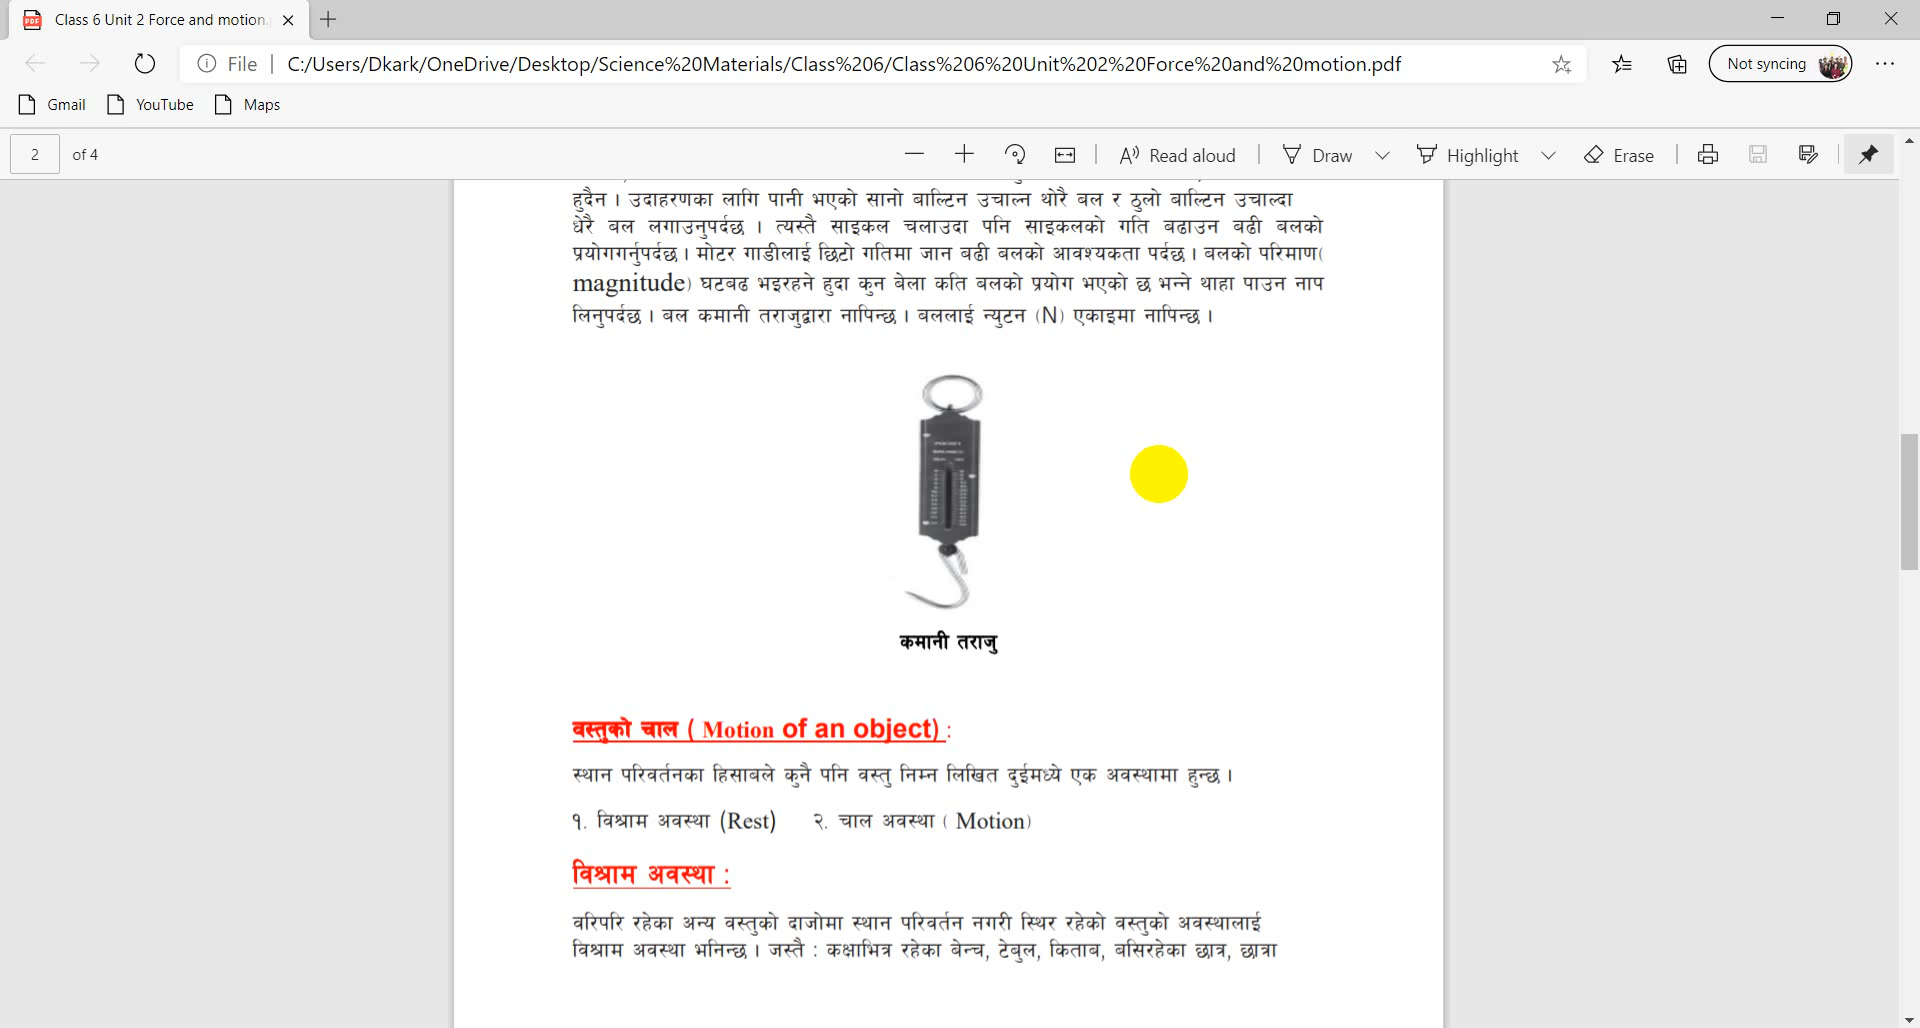 Class 6 Unit 2 Force and motion.
File
C:/Users/Dkark/OneDrive/Desktop/Science%20Materials/Class%206/Class%206%20Unit%202%20Force%20and%20motion.pdf
Not syncing
Gmail YouTube Maps
2 of 4
Read aloud Draw Highlight Erase
हुदैन । उदाहरणका लागि पानी भएको सानो बाल्टिन उचाल्न थोरै बल र ठुलो बाल्टिन उचाल्दा
धेरै बल लगाउनुपर्दछ । त्यस्तै साइकल चलाउदा पनि साइकलको गति बढाउन बढी बलको
प्रयोगगर्नुपर्दछ । मोटर गाडीलाई छिटो गतिमा जान बढी बलको आवश्यकता पर्दछ । बलको परिमाण(
magnitude) घटबढ भइरहने हुदा कुन बेला कति बलको प्रयोग भएको छ भन्ने थाहा पाउन नाप
लिनुपर्दछ । बल कमानी तराजुद्वारा नापिन्छ । बललाई न्युटन (N) एकाइमा नापिन्छ ।
कमानी तराजु
वस्तुको चाल ( Motion of an object) :
स्थान परिवर्तनका हिसाबले कुनै पनि वस्तु निम्न लिखित दुईमध्ये एक अवस्थामा हुन्छ ।
१. विश्राम अवस्था (Rest) २. चाल अवस्था ( Motion)
विश्राम अवस्था :
वरिपरि रहेका अन्य वस्तुको दाजोमा स्थान परिवर्तन नगरी स्थिर रहेको वस्तुको अवस्थालाई
विश्राम अवस्था भनिन्छ । जस्तै : कक्षाभित्र रहेका बेन्च, टेबुल, किताब, बसिरहेका छात्र, छात्रा